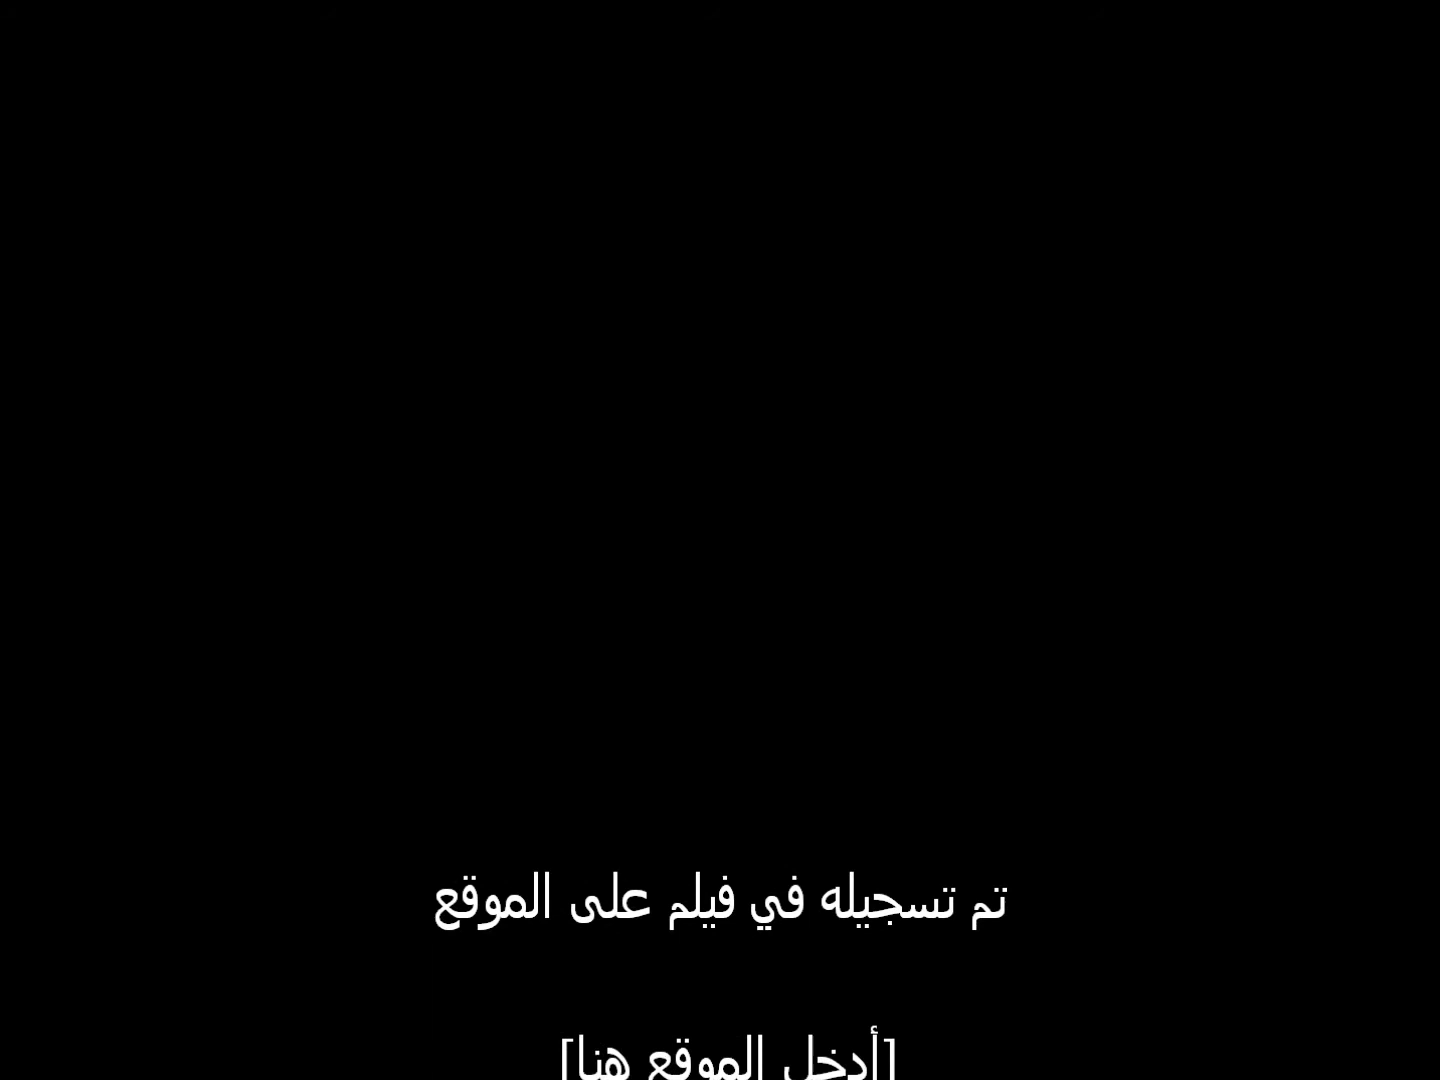 تم تسجيله في فيلم على الموقع
[أدخل الموقع هنا]